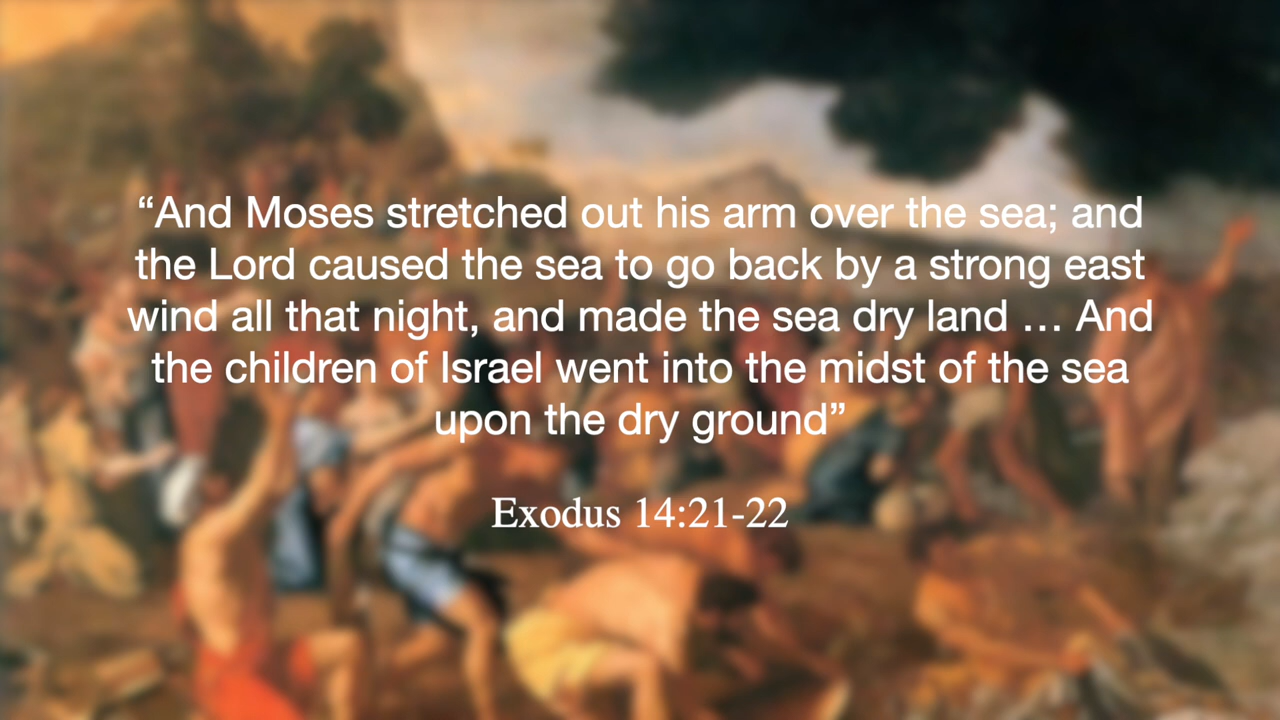 “And Moses stretched out his arm over the sea; and
the Lord caused the sea to go back by a strong east
wind all that night, and made the sea dry land … And
the children of Israel went into the midst of the sea
upon the dry ground”
Exodus 14:21-22